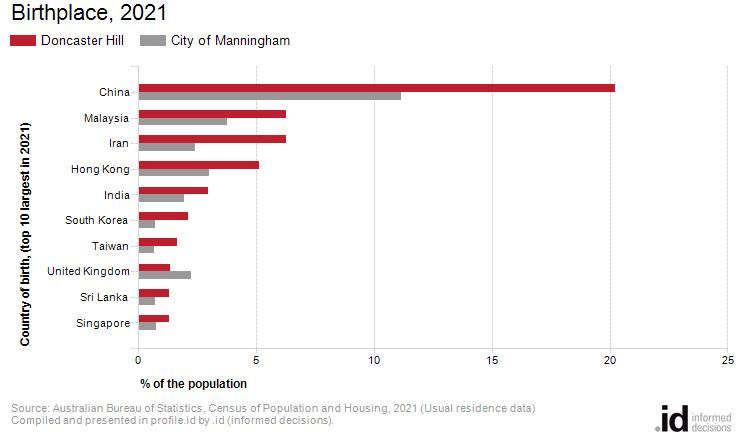 Birthplace, 2021
Doncaster Hill
City of Manningham
Country of birth, (top 10 largest in 2021)
China
Malaysia
Iran
Hong Kong
India
South Korea
Taiwan
United Kingdom
Sri Lanka
Singapore
0 5 10 15 20 25
% of the population
Source: Australian Bureau of Statistics, Census of Population and Housing, 2021 (Usual residence data)
Compiled and presented in profile.id by .id (informed decisions).
.id informed
decisions